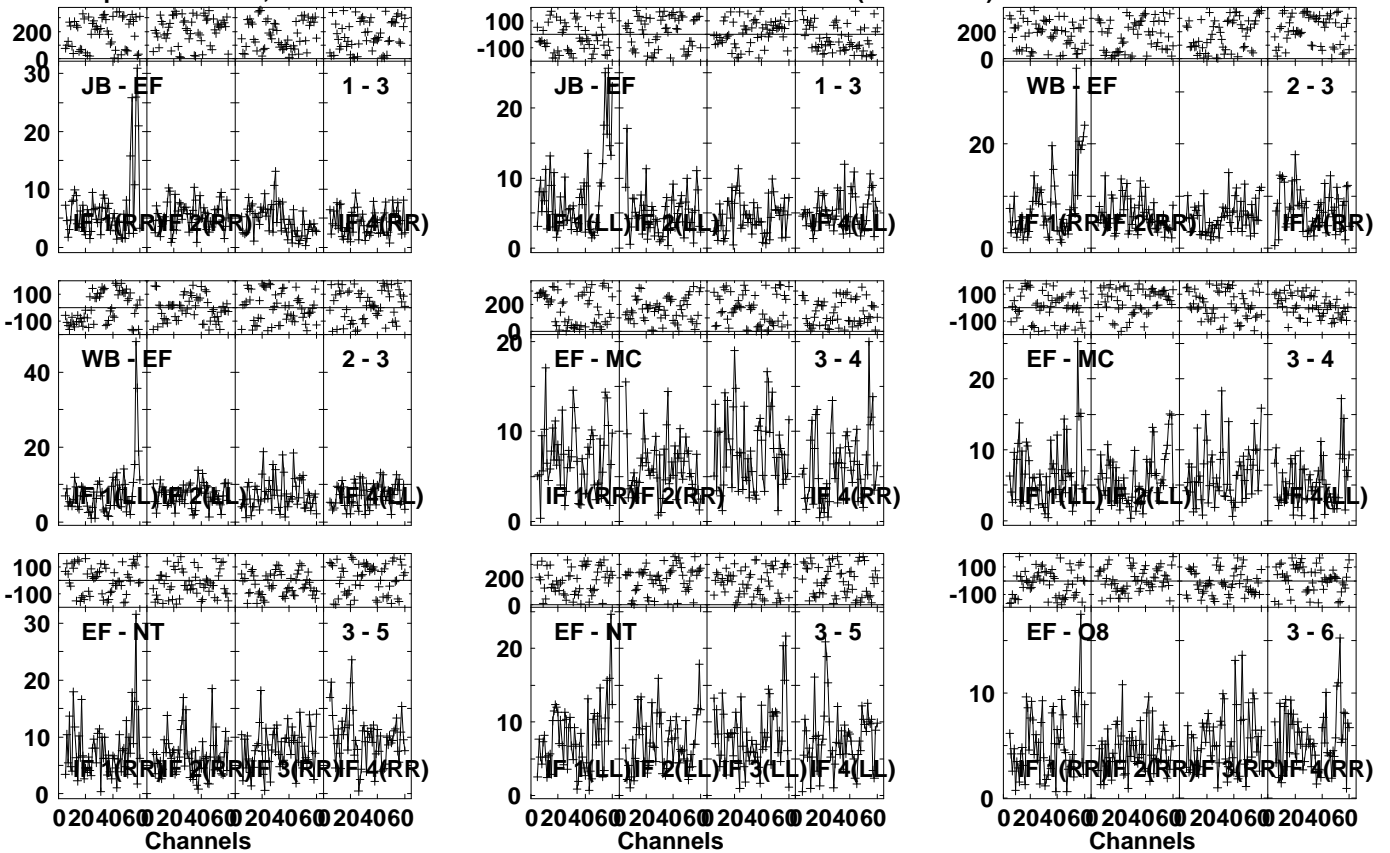 200
0
30
20
10
0
JB - EF
1 - 3
IF 1(RR)
IF 2(RR)
IF 4(RR)
100
-100
20
10
0
JB - EF
1 - 3
IF 1(LL)
IF 2(LL)
IF 4(LL)
200
0
20
0
WB - EF
2 - 3
IF 1(RR)
IF 2(RR)
IF 4(RR)
100
-100
40
20
0
WB - EF
2 - 3
IF 1(LL)
IF 2(LL)
IF 4(LL)
200
0
20
10
0
EF - MC
3 - 4
IF 1(RR)
IF 2(RR)
IF 4(RR)
100
-100
20
10
0
EF - MC
3 - 4
IF 1(LL)
IF 2(LL)
IF 4(LL)
100
-100
30
20
10
0
EF - NT
3 - 5
IF 1(RR)
IF 2(RR)
IF 3(RR)
IF 4(RR)
0 20 40 60 0 20 40 60 0 20 40 60 0 20 40 60
Channels
200
0
20
10
0
EF - NT
3 - 5
IF 1(LL)
IF 2(LL)
IF 3(LL)
IF 4(LL)
0 20 40 60 0 20 40 60 0 20 40 60 0 20 40 60
Channels
100
-100
10
0
EF - O8
3 - 6
IF 1(RR)
IF 2(RR)
IF 3(RR)
IF 4(RR)
0 20 40 60 0 20 40 60 0 20 40 60 0 20 40 60
Channels